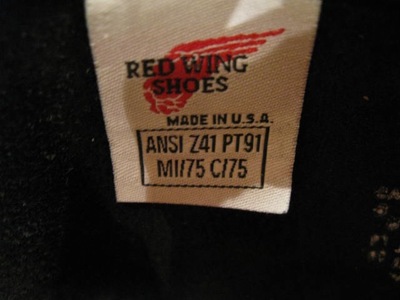 RED WING
SHOES
MADE IN U.S.A.
ANSI Z41 PT91
MI/75 C/75